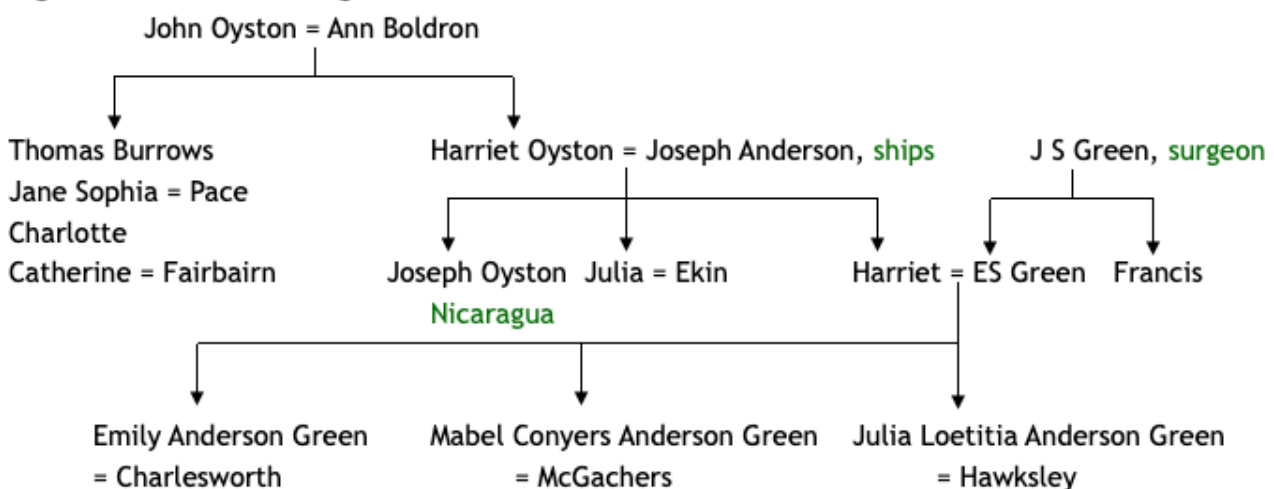 John Oyston = Ann Boldron
Thomas Burrows
Harriet Oyston = Joseph Anderson, ships
J S Green, surgeon
Jane Sophia = Pace
Charlotte
Catherine = Fairbairn
Joseph Oyston
Julia = Ekin
Harriet = ES Green
Francis
Nicaragua
Emily Anderson Green
= Charlesworth
Mabel Conyers Anderson Green
= McGachers
Julia Loetitia Anderson Green
= Hawksley